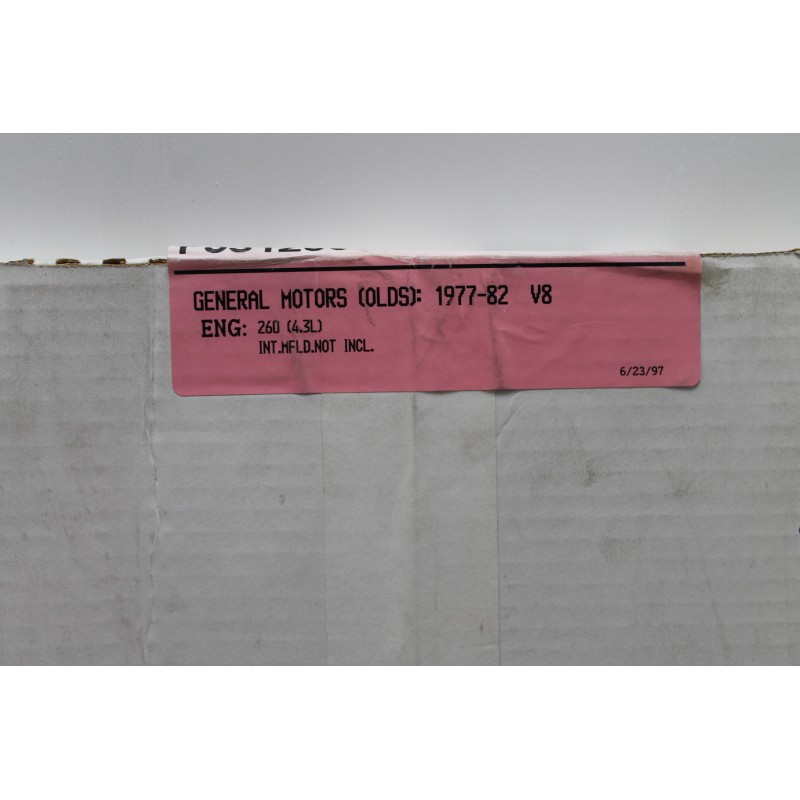 GENERAL MOTORS (OLDS): 1977-82 V8
ENG: 260 (4.3L)
INT.MFLD.NOT INCL.
6/23/97